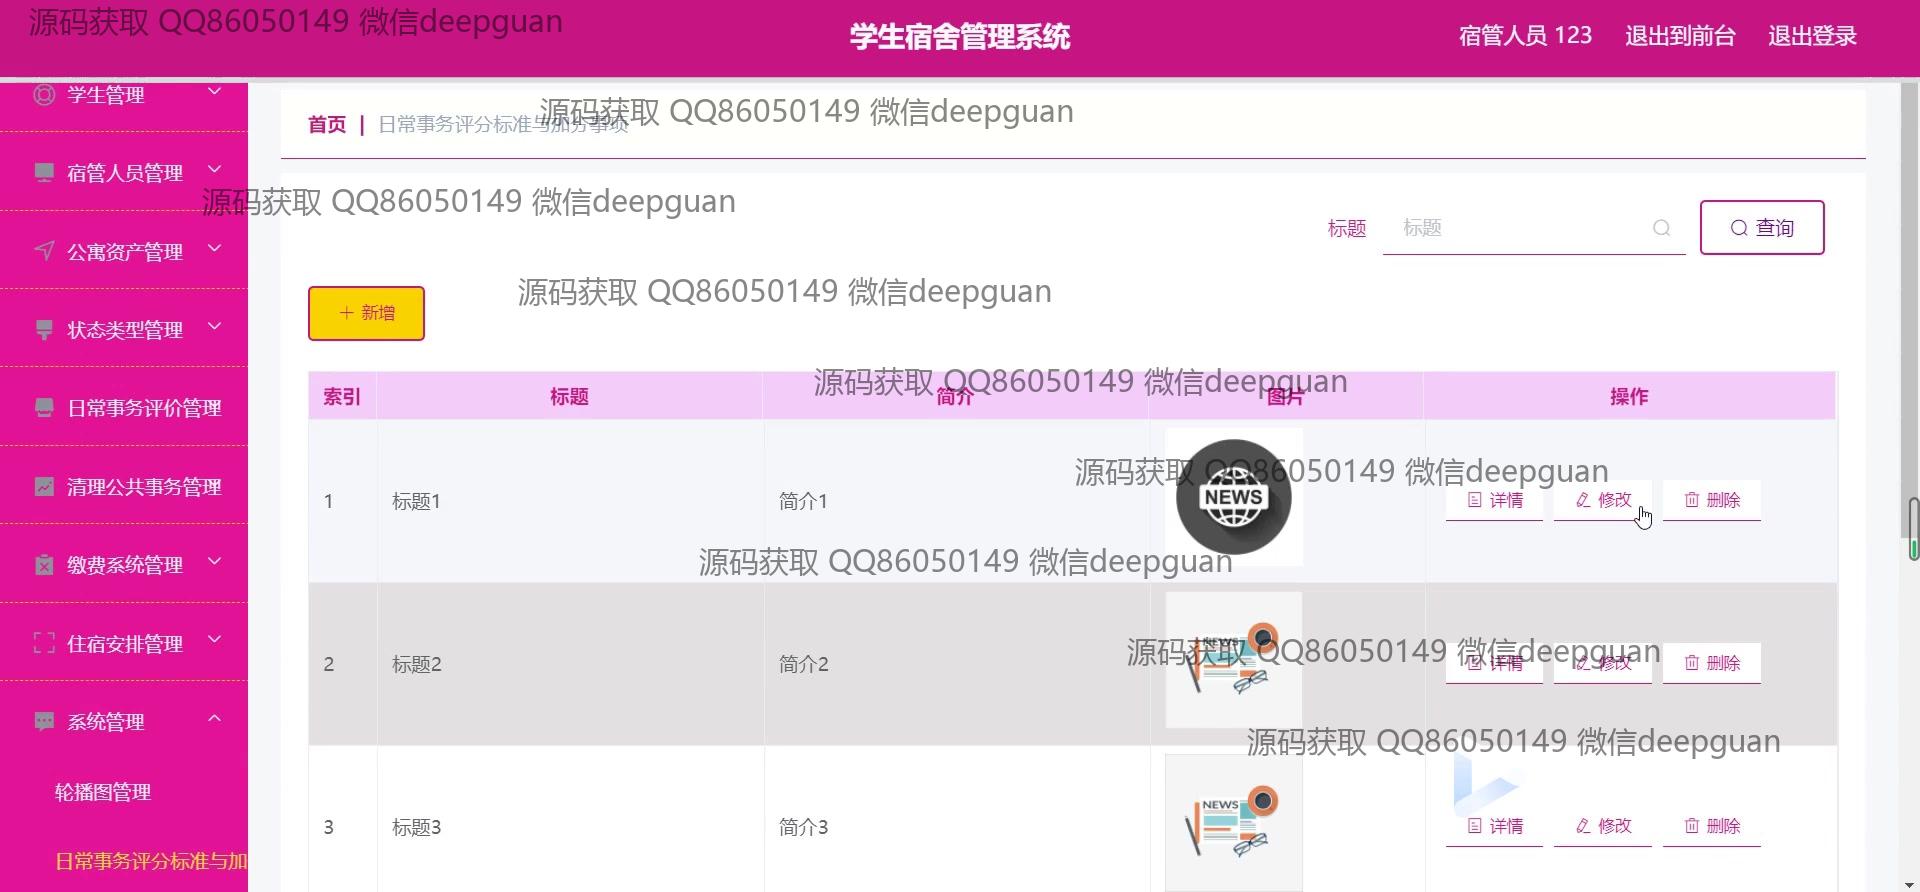 源码获取 QQ86050149 微信deepguan
学生宿舍管理系统
宿管人员 123 退出到前台 退出登录
学生管理
宿管人员管理
公寓资产管理
状态类型管理
日常事务评价管理
清理公共事务管理
缴费系统管理
住宿安排管理
系统管理
轮播图管理
日常事务评分标准与加
首页 | 日常事务评分标准与加分事项
源码获取 QQ86050149 微信deepguan
源码获取 QQ86050149 微信deepguan
标题 标题 查询
源码获取 QQ86050149 微信deepguan
新增
源码获取 QQ86050149 微信deepguan
索引 标题 简介 图片 操作
源码获取 QQ86050149 微信deepguan
1 标题1 简介1 NEWS 详情 修改 删除
源码获取 QQ86050149 微信deepguan
源码获取 QQ86050149 微信deepguan
2 标题2 简介2 NEWS 详情 修改 删除
源码获取 QQ86050149 微信deepguan
3 标题3 简介3 NEWS 详情 修改 删除